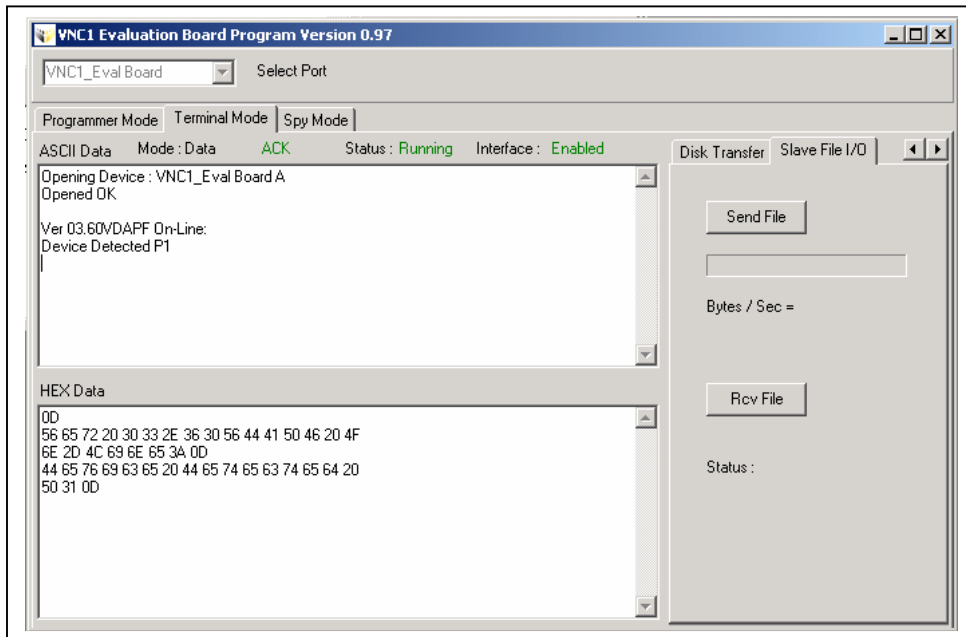 VNC1 Evaluation Board Program Version 0.97
VNC1_Eval Board
Select Port
Programmer Mode
Terminal Mode
Spy Mode
ASCII Data
Mode : Data
ACK
Status : Running
Interface : Enabled
Opening Device : VNC1_Eval Board A
Opened OK
Ver 03.60VDAPF On-Line:
Device Detected P1
HEX Data
0D
56 65 72 20 30 33 2E 36 30 56 44 41 50 46 20 4F
6E 2D 4C 69 6E 65 3A 0D
44 65 76 69 63 65 20 44 65 74 65 63 74 65 64 20
50 31 0D
Disk Transfer
Slave File I/O
Send File
Bytes / Sec =
Rcv File
Status :